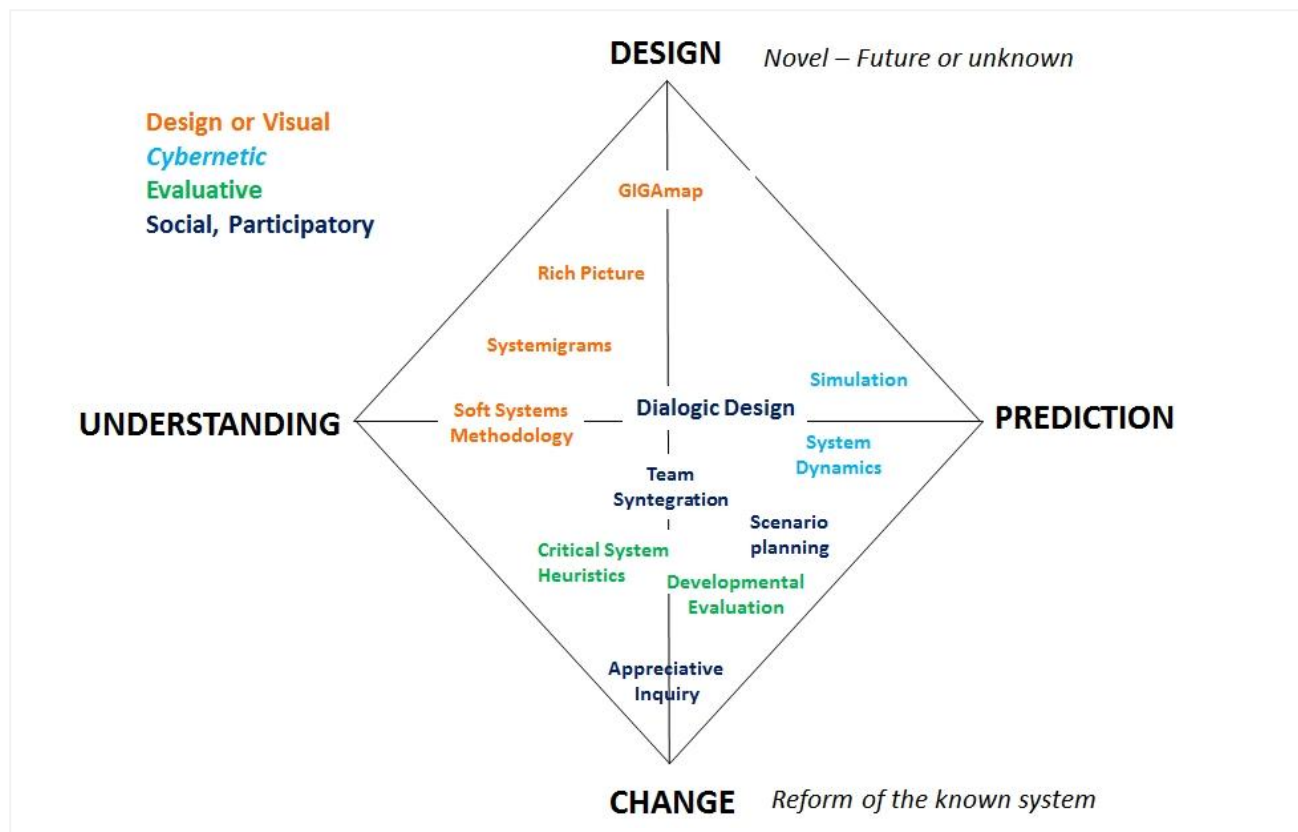 DESIGN
Novel – Future or unknown
Design or Visual
Cybernetic
Evaluative
Social, Participatory
GIGAmap
Rich Picture
Systemigrams
Simulation
UNDERSTANDING
Soft Systems
Methodology
Dialogic Design
PREDICTION
System
Dynamics
Team
Syntegration
Scenario
planning
Critical System
Heuristics
Developmental
Evaluation
Appreciative
Inquiry
CHANGE
Reform of the known system